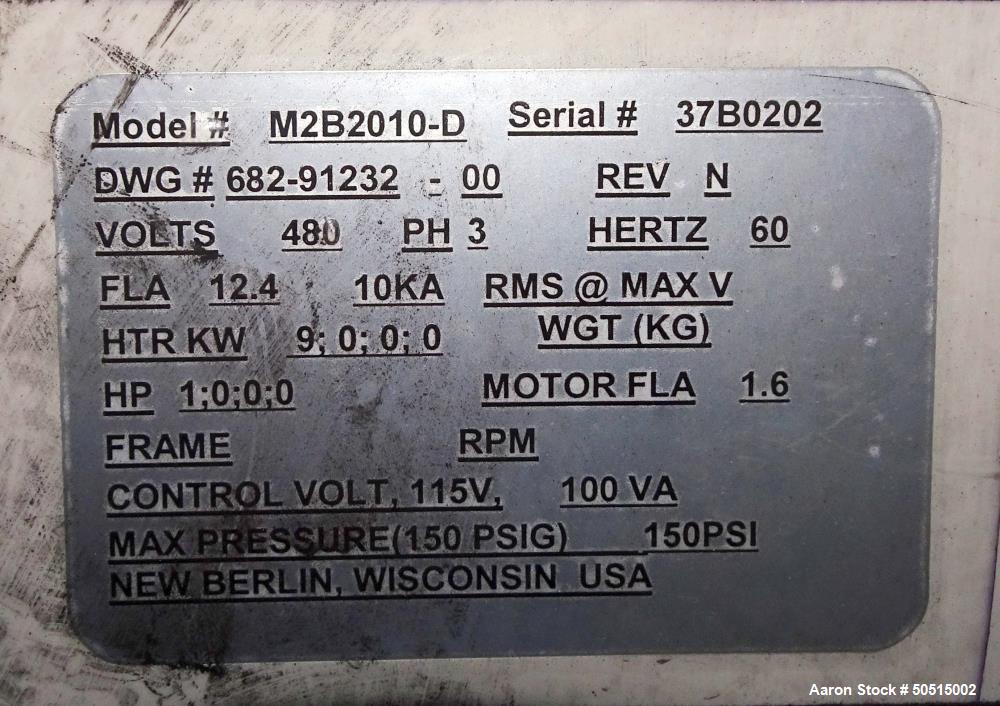 Model # M2B2010-D Serial # 37B0202
DWG # 682-91232 - 00 REV N
VOLTS 480 PH 3 HERTZ 60
FLA 12.4 10KA RMS @ MAX V
HTR KW 9; 0; 0; 0 WGT (KG)
HP 1;0;0;0 MOTOR FLA 1.6
FRAME RPM
CONTROL VOLT, 115V, 100 VA
MAX PRESSURE(150 PSIG) 150PSI
NEW BERLIN, WISCONSIN USA
Aaron Stock # 50515002